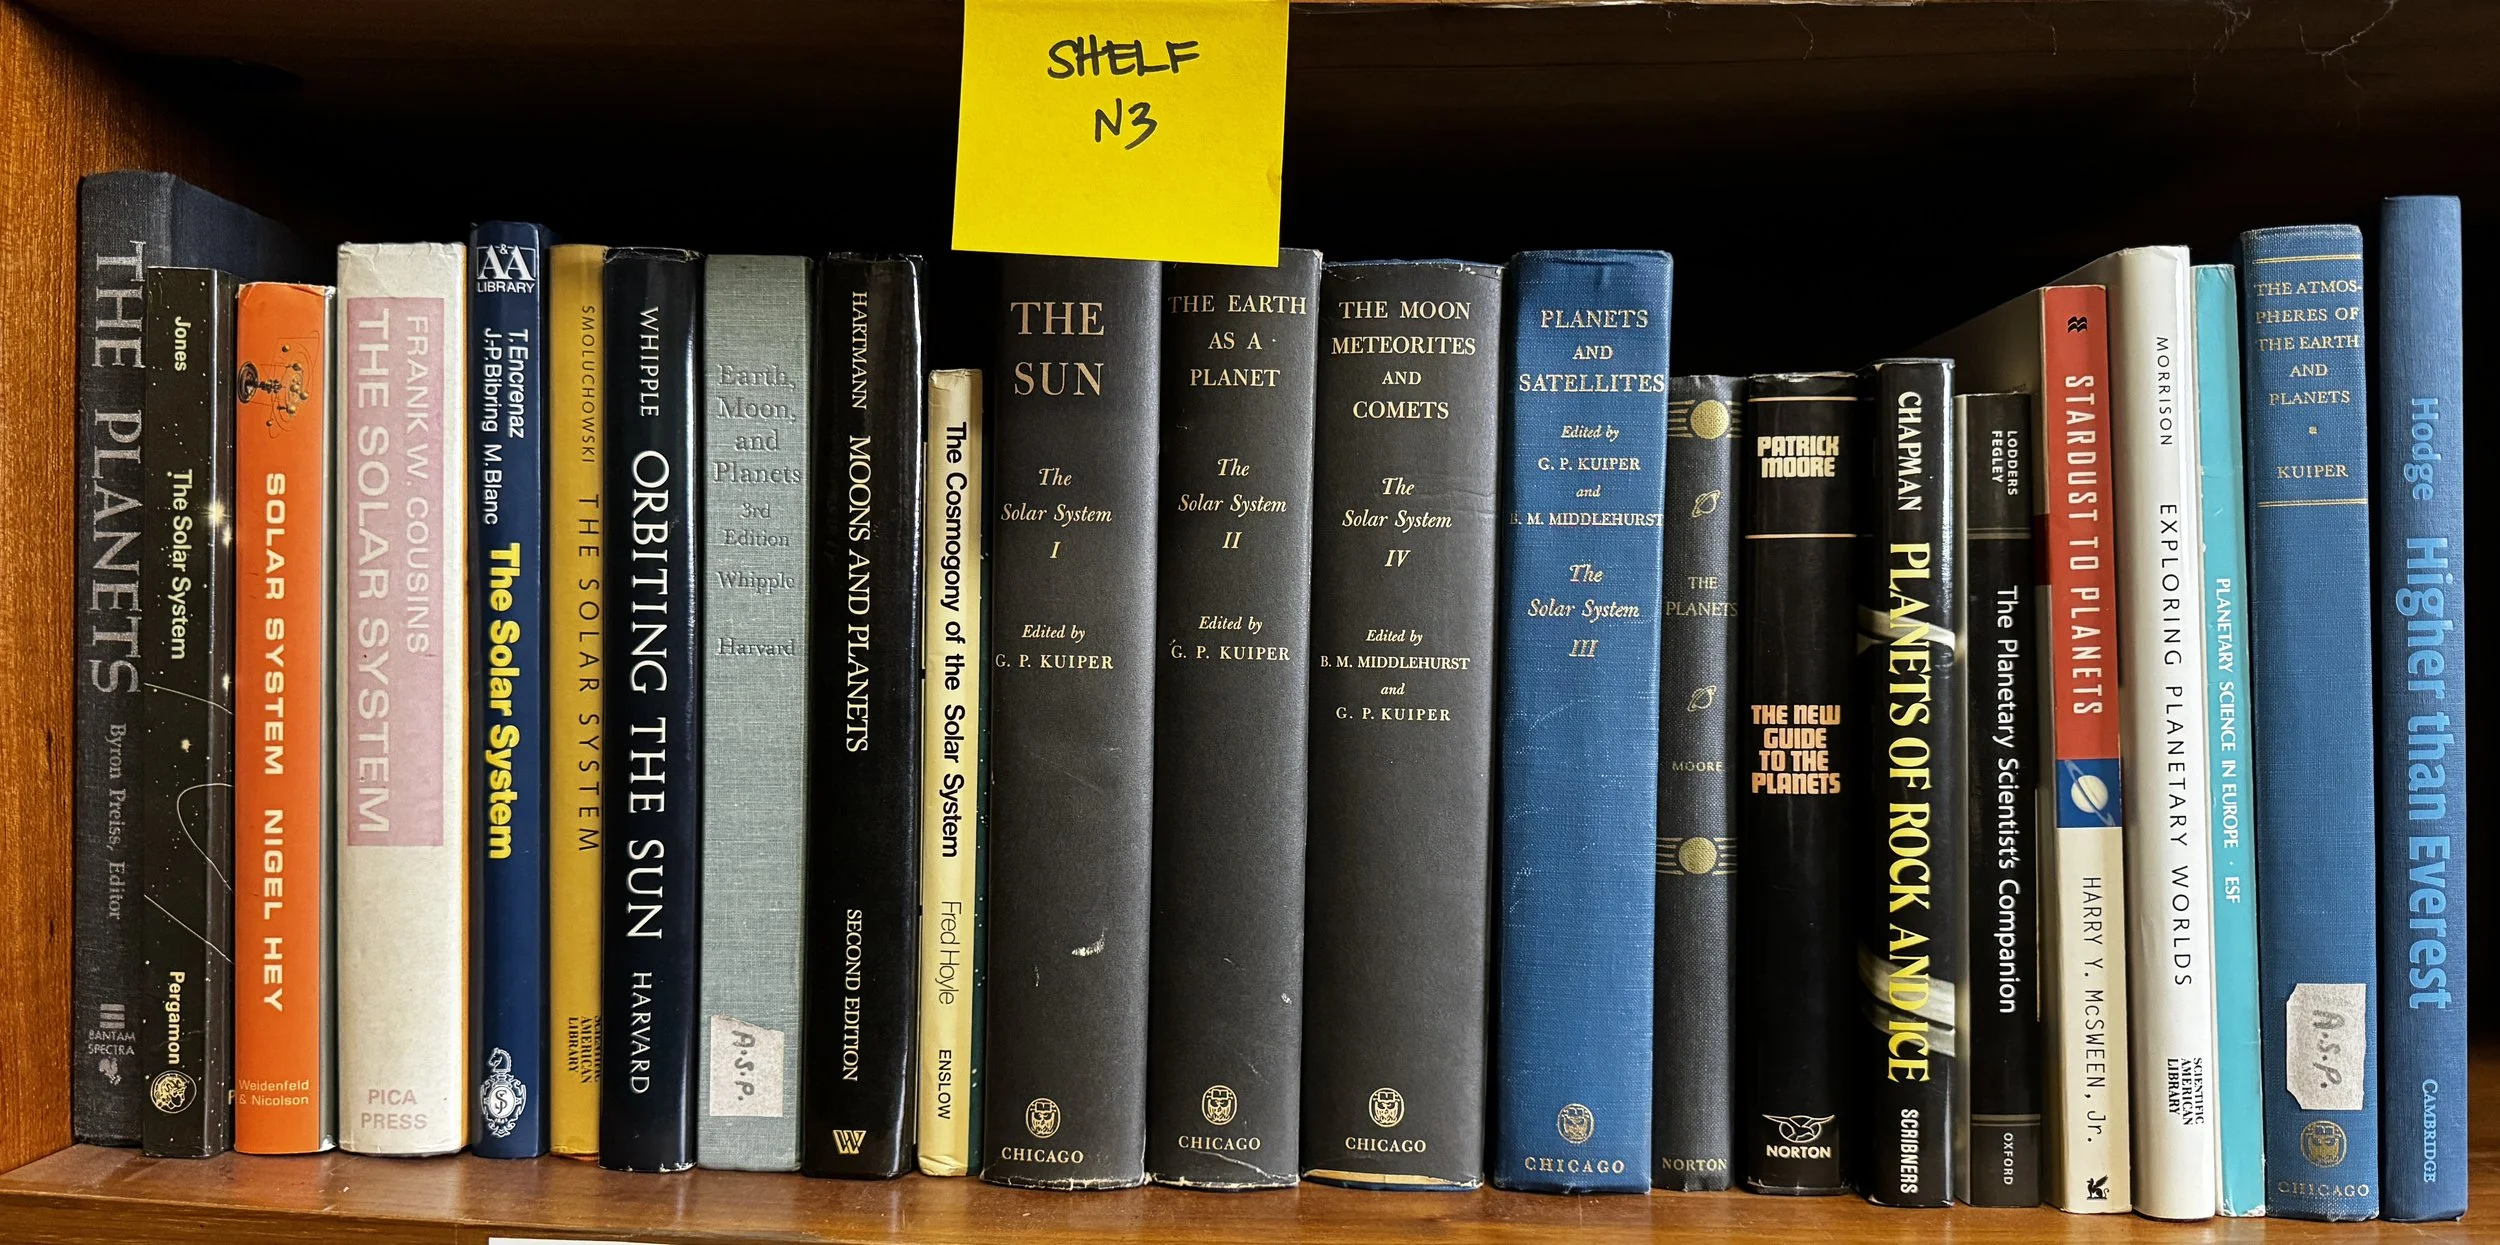 SHELF
N3
THE PLANETS Byron Preiss, Editor
BANTAM
SPECTRA
Jones The Solar System Pergamon
SOLAR SYSTEM NIGEL HEY
Weidenfeld
& Nicolson
FRANK W. COUSINS
THE SOLAR SYSTEM
PICA
PRESS
A&A
LIBRARY
T. Encrenaz
J.-P. Bibring M. Blanc
The Solar System
SMOLUCHOWSKI THE SOLAR SYSTEM
SCIENTIFIC
AMERICAN
LIBRARY
WHIPPLE ORBITING THE SUN HARVARD
Earth,
Moon,
and
Planets
3rd
Edition
Whipple
Harvard
A.S.P.
HARTMANN MOONS AND PLANETS SECOND EDITION
W
The Cosmogony of the Solar System Fred Hoyle ENSLOW
THE
SUN
The
Solar System
I
Edited by
G. P. KUIPER
CHICAGO
THE EARTH
AS A
PLANET
The
Solar System
II
Edited by
G. P. KUIPER
CHICAGO
THE MOON
METEORITES
AND
COMETS
The
Solar System
IV
Edited by
B. M. MIDDLEHURST
and
G. P. KUIPER
CHICAGO
PLANETS
AND
SATELLITES
Edited by
G. P. KUIPER
and
B. M. MIDDLEHURST
The
Solar System
III
CHICAGO
THE
PLANETS
MOORE
NORTON
PATRICK
MOORE
THE NEW
GUIDE
TO THE
PLANETS
NORTON
CHAPMAN PLANETS OF ROCK AND ICE SCRIBNERS
LODDERS
FEGLEY
The Planetary Scientist's Companion
OXFORD
STARDUST TO PLANETS
HARRY Y. McSWEEN, Jr.
MORRISON EXPLORING PLANETARY WORLDS
SCIENTIFIC
AMERICAN
LIBRARY
PLANETARY SCIENCE IN EUROPE · ESF
THE ATMOS-
PHERES OF
THE EARTH
AND
PLANETS
KUIPER
A.S.P.
CHICAGO
Hodge Higher than Everest CAMBRIDGE